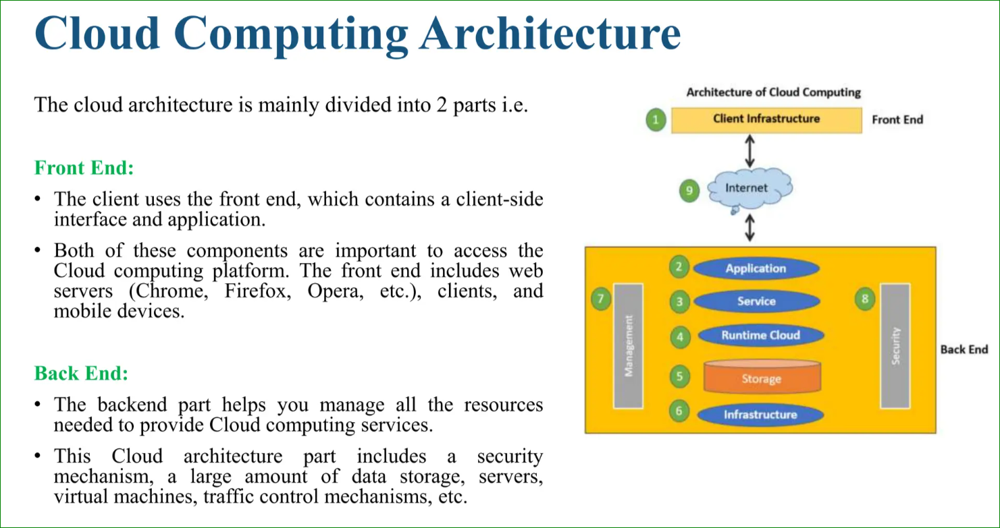 Cloud Computing Architecture
The cloud architecture is mainly divided into 2 parts i.e.
Front End:
• The client uses the front end, which contains a client-side
interface and application.
• Both of these components are important to access the
Cloud computing platform. The front end includes web
servers (Chrome, Firefox, Opera, etc.), clients, and
mobile devices.
Back End:
• The backend part helps you manage all the resources
needed to provide Cloud computing services.
• This Cloud architecture part includes a security
mechanism, a large amount of data storage, servers,
virtual machines, traffic control mechanisms, etc.
Architecture of Cloud Computing
1 Client Infrastructure Front End
9 Internet
2 Application
3 Service
4 Runtime Cloud
5 Storage
6 Infrastructure
7 Management
8 Security
Back End